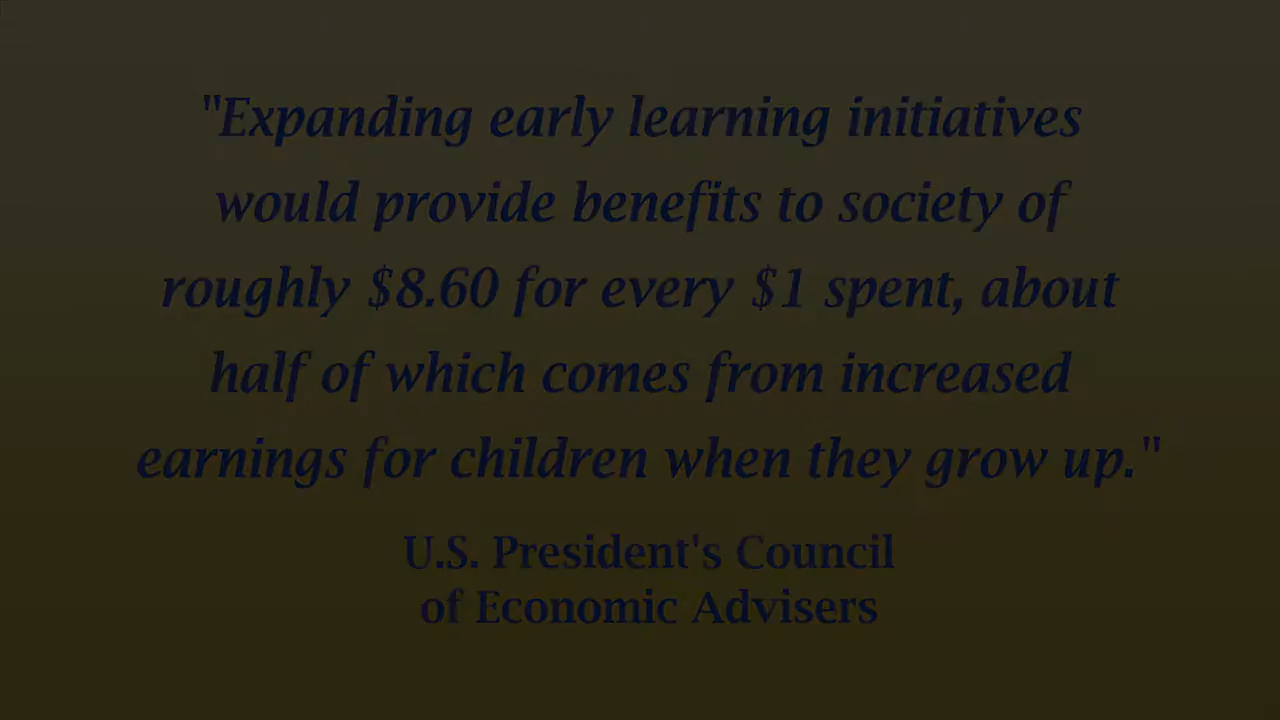 "Expanding early learning initiatives
would provide benefits to society of
roughly $8.60 for every $1 spent, about
half of which comes from increased
earnings for children when they grow up."
U.S. President's Council
of Economic Advisers